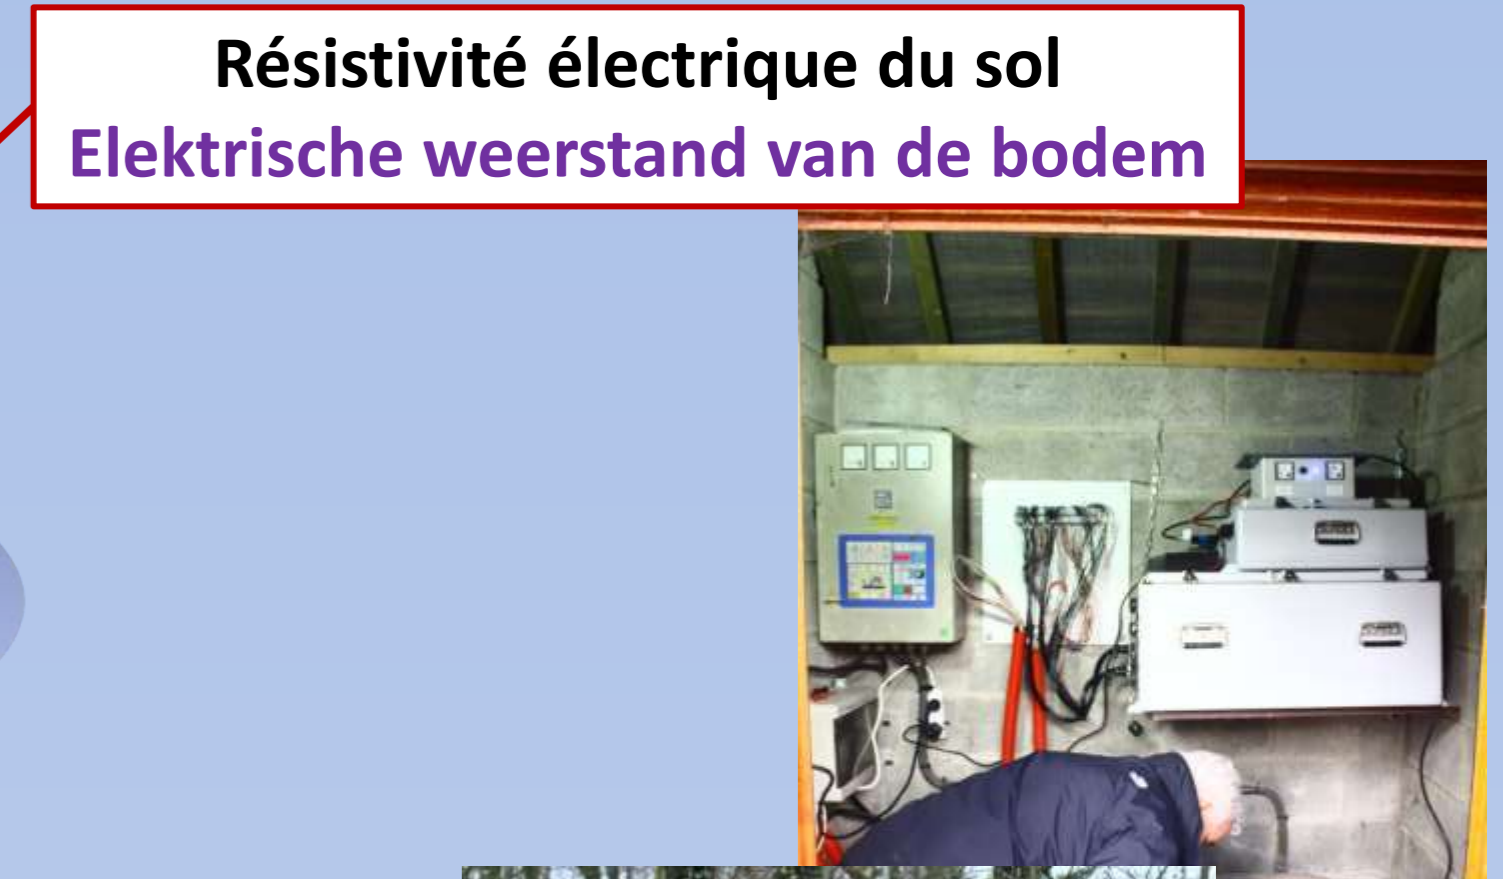 Résistivité électrique du sol
Elektrische weerstand van de bodem